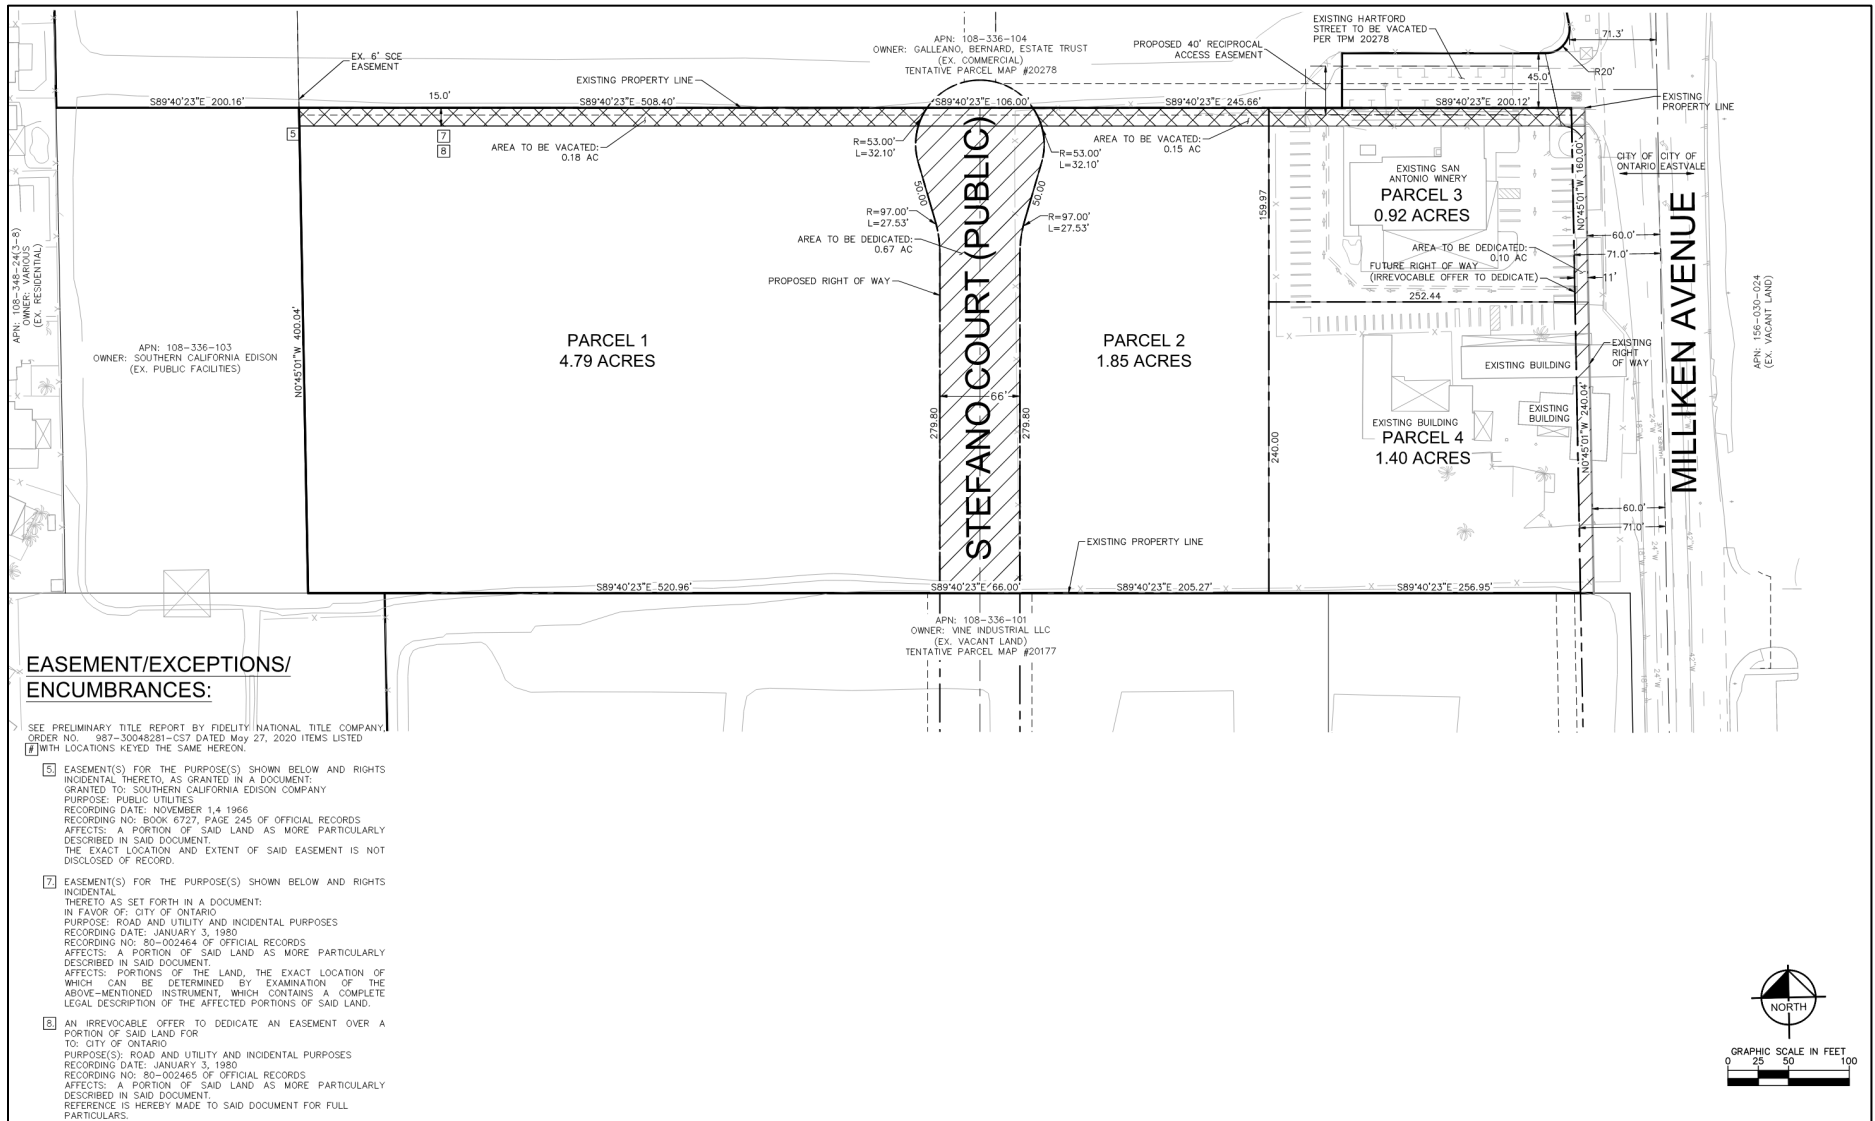 EX. 6' SCE
EASEMENT
EXISTING PROPERTY LINE
APN: 108-336-104
OWNER: GALLEANO, BERNARD, ESTATE TRUST
(EX. COMMERCIAL)
TENTATIVE PARCEL MAP #20278
PROPOSED 40' RECIPROCAL
ACCESS EASEMENT
EXISTING HARTFORD
STREET TO BE VACATED
PER TPM 20278
71.3'
R20'
45.0'
EXISTING
PROPERTY LINE
S89°40'23"E 200.16'
15.0'
S89°40'23"E 508.40'
S89°40'23"E 106.00'
S89°40'23"E 245.66'
S89°40'23"E 200.12'
5
7
8
AREA TO BE VACATED:
0.18 AC
R=53.00'
L=32.10'
R=53.00'
L=32.10'
AREA TO BE VACATED:
0.15 AC
50.00
50.00
R=97.00'
L=27.53'
R=97.00'
L=27.53'
AREA TO BE DEDICATED:
0.67 AC
PROPOSED RIGHT OF WAY
STEFANO COURT (PUBLIC)
159.97
EXISTING SAN
ANTONIO WINERY
PARCEL 3
0.92 ACRES
N0°45'01"W 160.00'
CITY OF
ONTARIO
CITY OF
EASTVALE
60.0'
71.0'
11'
AREA TO BE DEDICATED:
0.10 AC
FUTURE RIGHT OF WAY
(IRREVOCABLE OFFER TO DEDICATE)
252.44
MILLIKEN AVENUE
APN: 156-030-024
(EX. VACANT LAND)
APN: 108-348-24(3-8)
OWNER: VARIOUS
(EX. RESIDENTIAL)
APN: 108-336-103
OWNER: SOUTHERN CALIFORNIA EDISON
(EX. PUBLIC FACILITIES)
N0°45'01"W 400.04'
PARCEL 1
4.79 ACRES
66'
279.80
279.80
PARCEL 2
1.85 ACRES
240.00
EXISTING BUILDING
EXISTING
RIGHT
OF WAY
EXISTING
BUILDING
EXISTING BUILDING
PARCEL 4
1.40 ACRES
N0°45'01"W 240.04'
60.0'
71.0'
EXISTING PROPERTY LINE
S89°40'23"E 520.96'
S89°40'23"E 66.00'
S89°40'23"E 205.27'
S89°40'23"E 256.95'
APN: 108-336-101
OWNER: VINE INDUSTRIAL LLC
(EX. VACANT LAND)
TENTATIVE PARCEL MAP #20177
EASEMENT/EXCEPTIONS/
ENCUMBRANCES:
SEE PRELIMINARY TITLE REPORT BY FIDELITY NATIONAL TITLE COMPANY,
ORDER NO. 987-30048281-CS7 DATED May 27, 2020 ITEMS LISTED
# WITH LOCATIONS KEYED THE SAME HEREON.
5. EASEMENT(S) FOR THE PURPOSE(S) SHOWN BELOW AND RIGHTS
INCIDENTAL THERETO, AS GRANTED IN A DOCUMENT:
GRANTED TO: SOUTHERN CALIFORNIA EDISON COMPANY
PURPOSE: PUBLIC UTILITIES
RECORDING DATE: NOVEMBER 1,4 1966
RECORDING NO: BOOK 6727, PAGE 245 OF OFFICIAL RECORDS
AFFECTS: A PORTION OF SAID LAND AS MORE PARTICULARLY
DESCRIBED IN SAID DOCUMENT.
THE EXACT LOCATION AND EXTENT OF SAID EASEMENT IS NOT
DISCLOSED OF RECORD.
7. EASEMENT(S) FOR THE PURPOSE(S) SHOWN BELOW AND RIGHTS
INCIDENTAL
THERETO AS SET FORTH IN A DOCUMENT:
IN FAVOR OF: CITY OF ONTARIO
PURPOSE: ROAD AND UTILITY AND INCIDENTAL PURPOSES
RECORDING DATE: JANUARY 3, 1980
RECORDING NO: 80-002464 OF OFFICIAL RECORDS
AFFECTS: A PORTION OF SAID LAND AS MORE PARTICULARLY
DESCRIBED IN SAID DOCUMENT.
AFFECTS: PORTIONS OF THE LAND, THE EXACT LOCATION OF
WHICH CAN BE DETERMINED BY EXAMINATION OF THE
ABOVE-MENTIONED INSTRUMENT, WHICH CONTAINS A COMPLETE
LEGAL DESCRIPTION OF THE AFFECTED PORTIONS OF SAID LAND.
8. AN IRREVOCABLE OFFER TO DEDICATE AN EASEMENT OVER A
PORTION OF SAID LAND FOR
TO: CITY OF ONTARIO
PURPOSE(S): ROAD AND UTILITY AND INCIDENTAL PURPOSES
RECORDING DATE: JANUARY 3, 1980
RECORDING NO: 80-002465 OF OFFICIAL RECORDS
AFFECTS: A PORTION OF SAID LAND AS MORE PARTICULARLY
DESCRIBED IN SAID DOCUMENT.
REFERENCE IS HEREBY MADE TO SAID DOCUMENT FOR FULL
PARTICULARS.
NORTH
GRAPHIC SCALE IN FEET
0 25 50 100